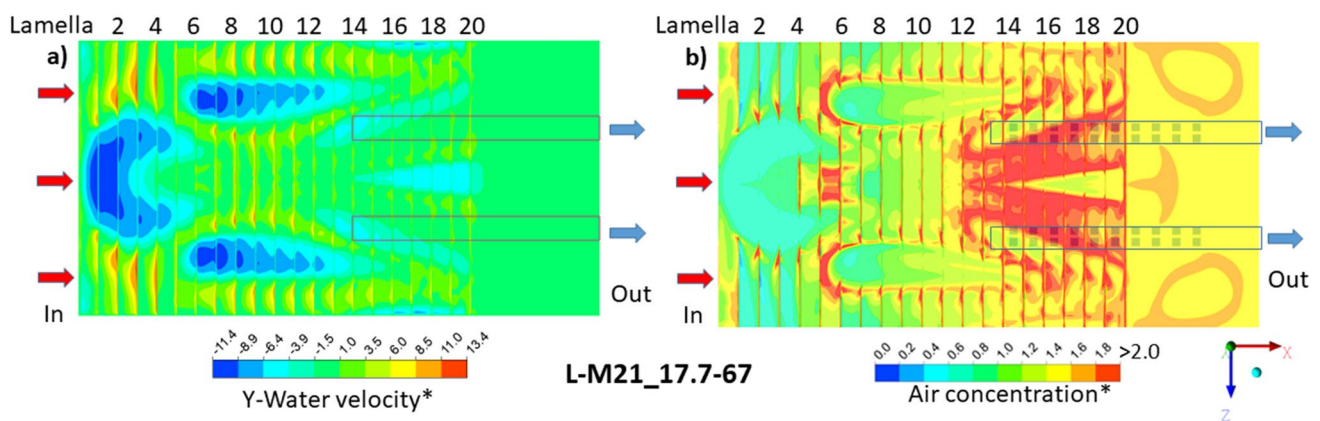 Lamella 2 4 6 8 10 12 14 16 18 20
a)
In
Out
-11.4 -8.9 -6.4 -3.9 -1.5 1.0 3.5 6.0 8.5 11.0 13.4
Y-Water velocity*
L-M21_17.7-67
Lamella 2 4 6 8 10 12 14 16 18 20
b)
In
Out
0.0 0.2 0.4 0.6 0.8 1.0 1.2 1.4 1.6 1.8 >2.0
Air concentration*
X
Z